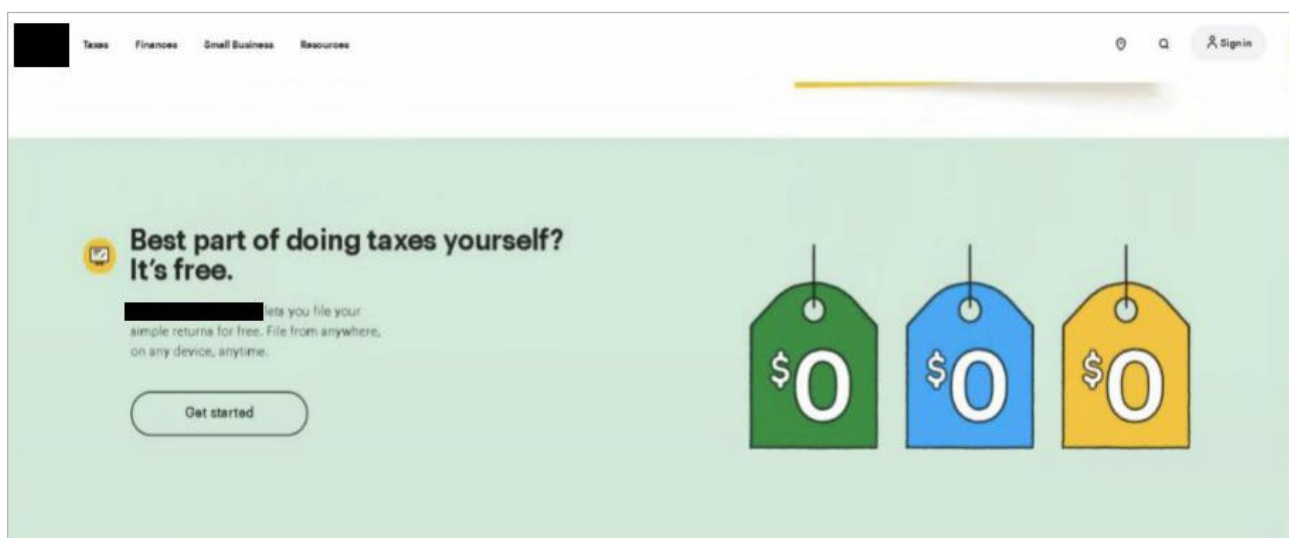 Taxes Finances Small Business Resources Sign in
Best part of doing taxes yourself?
It's free.
lets you file your
simple returns for free. File from anywhere,
on any device, anytime.
Get started
$0 $0 $0